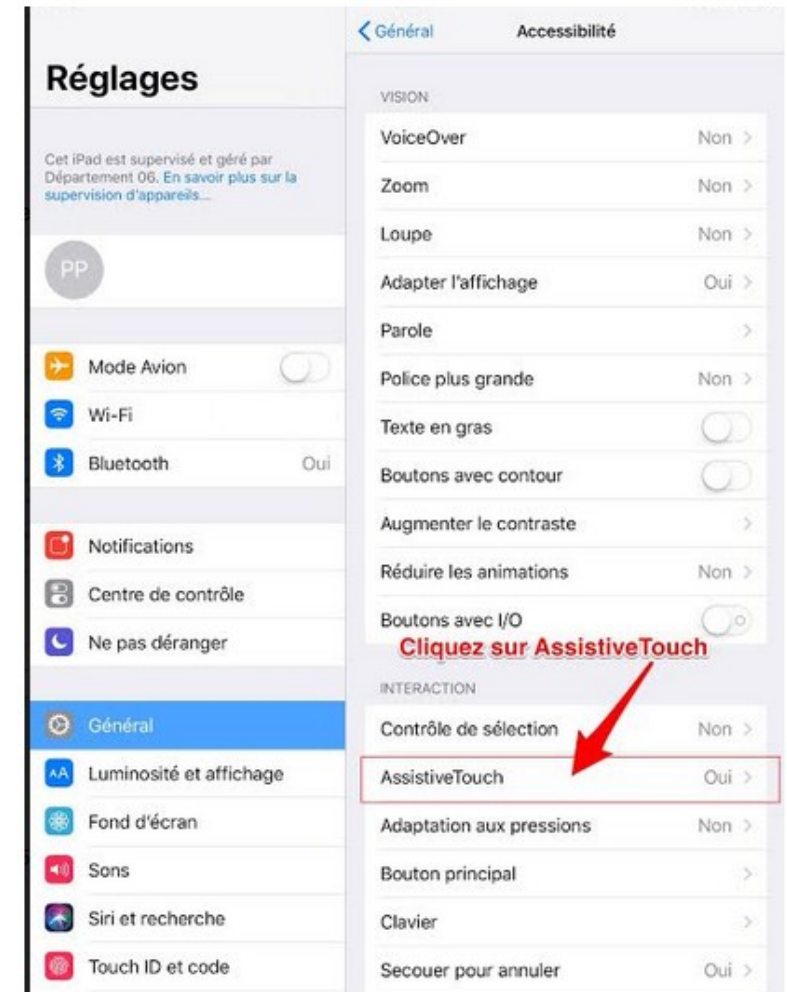 Réglages
Cet iPad est supervisé et géré par
Département 06. En savoir plus sur la
supervision d'appareils...
PP
Mode Avion
Wi-Fi
Bluetooth Oui
Notifications
Centre de contrôle
Ne pas déranger
Général
AA Luminosité et affichage
Fond d'écran
Sons
Siri et recherche
Touch ID et code
Général Accessibilité
VISION
VoiceOver Non
Zoom Non
Loupe Non
Adapter l'affichage Oui
Parole
Police plus grande Non
Texte en gras
Boutons avec contour
Augmenter le contraste
Réduire les animations Non
Boutons avec I/O
Cliquez sur AssistiveTouch
INTERACTION
Contrôle de sélection Non
AssistiveTouch Oui
Adaptation aux pressions Non
Bouton principal
Clavier
Secouer pour annuler Oui